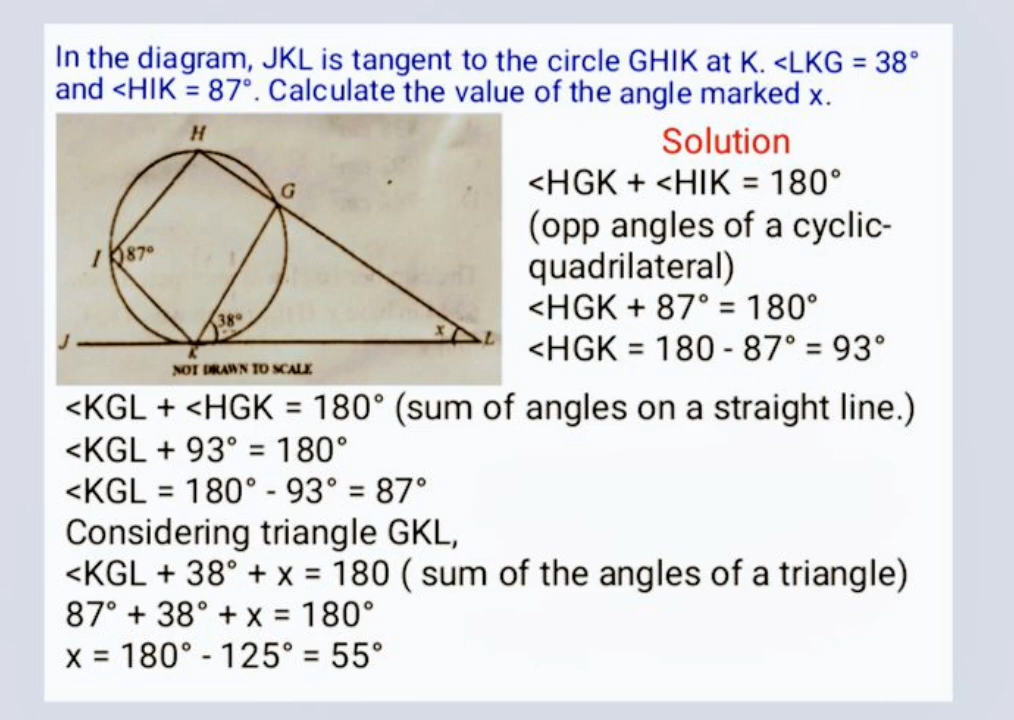 In the diagram, JKL is tangent to the circle GHIK at K. <LKG = 38°
and <HIK = 87°. Calculate the value of the angle marked x.
H
G
I
87°
38°
x
J
K
L
NOT DRAWN TO SCALE
Solution
<HGK + <HIK = 180°
(opp angles of a cyclic-
quadrilateral)
<HGK + 87° = 180°
<HGK = 180 - 87° = 93°
<KGL + <HGK = 180° (sum of angles on a straight line.)
<KGL + 93° = 180°
<KGL = 180° - 93° = 87°
Considering triangle GKL,
<KGL + 38° + x = 180 ( sum of the angles of a triangle)
87° + 38° + x = 180°
x = 180° - 125° = 55°